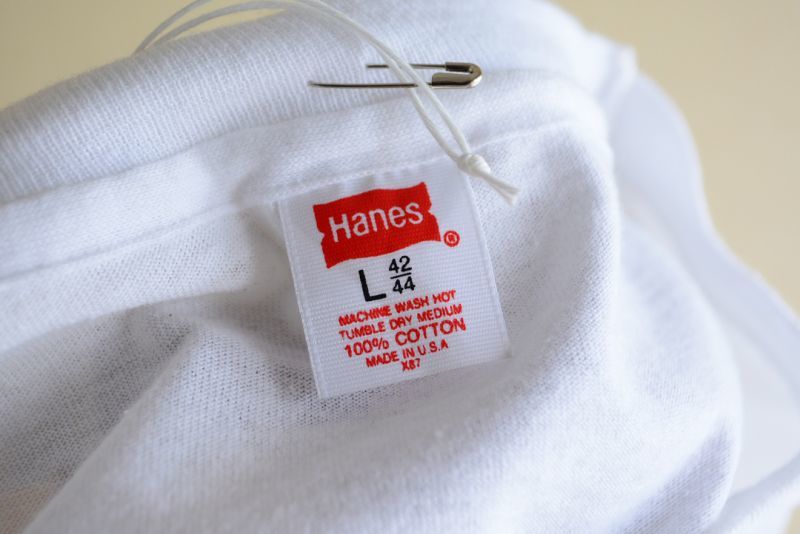 Hanes
®
L 42/44
MACHINE WASH HOT
TUMBLE DRY MEDIUM
100% COTTON
MADE IN U.S.A
X87